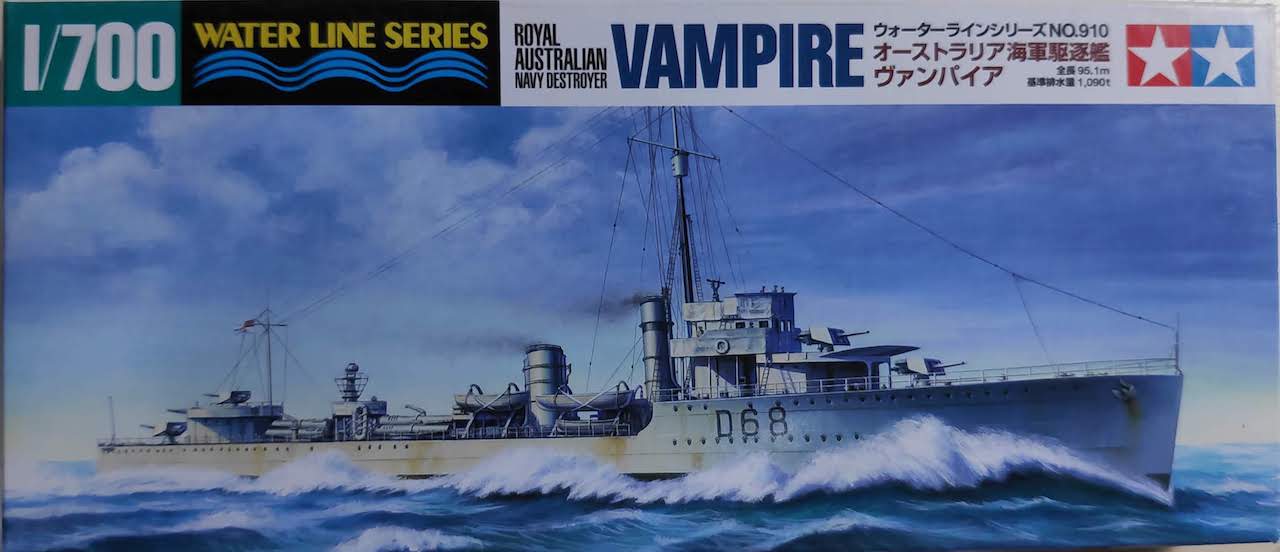 1/700
WATER LINE SERIES
ROYAL
AUSTRALIAN
NAVY DESTROYER
VAMPIRE
ウォーターラインシリーズNO.910
オーストラリア海軍駆逐艦
ヴァンパイア
全長 95.1m
基準排水量 1,090t
D68